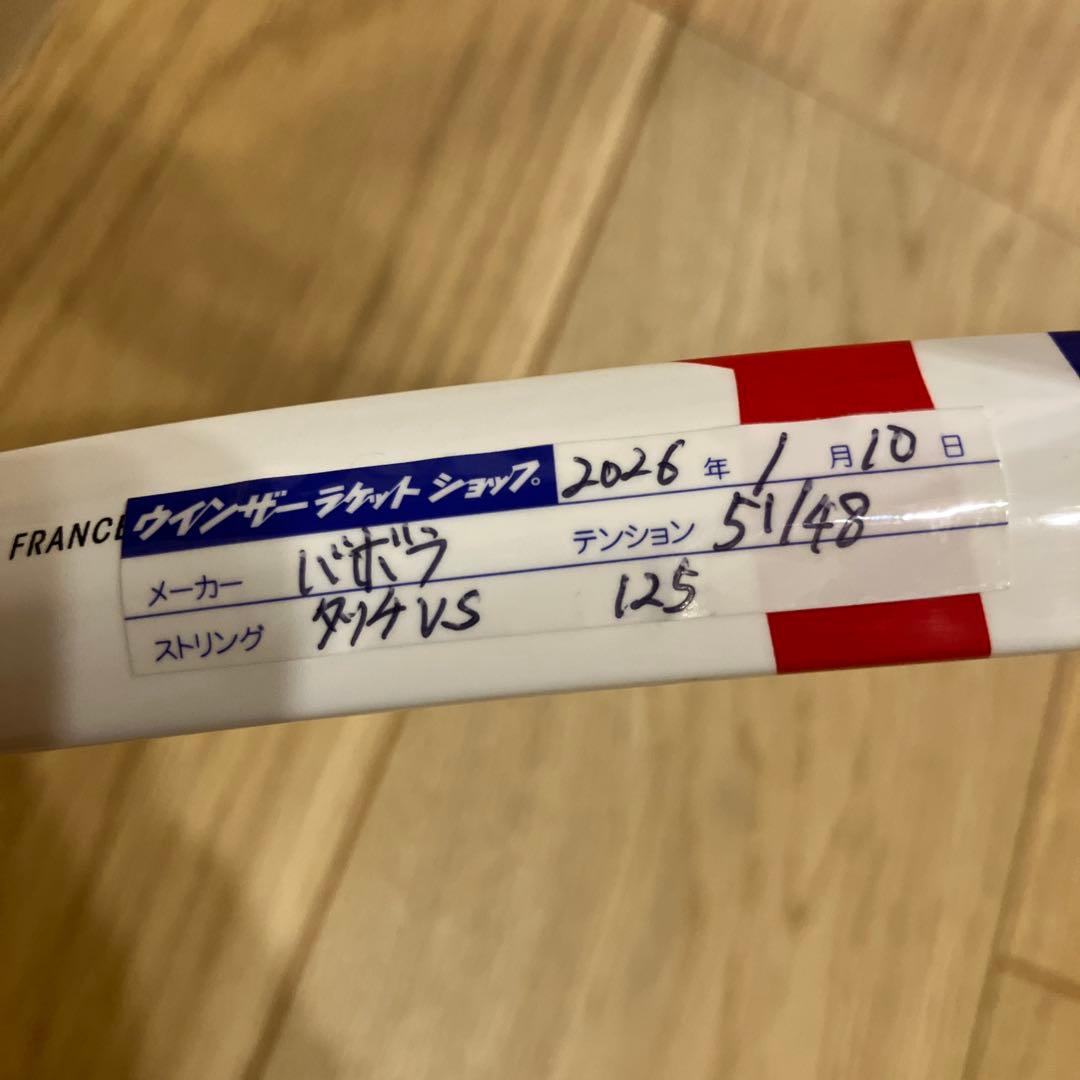 FRANCE
ウインザーラケットショップ。 2026年 1月10日
メーカー バボラ テンション 51/48
ストリング タッチVS 125